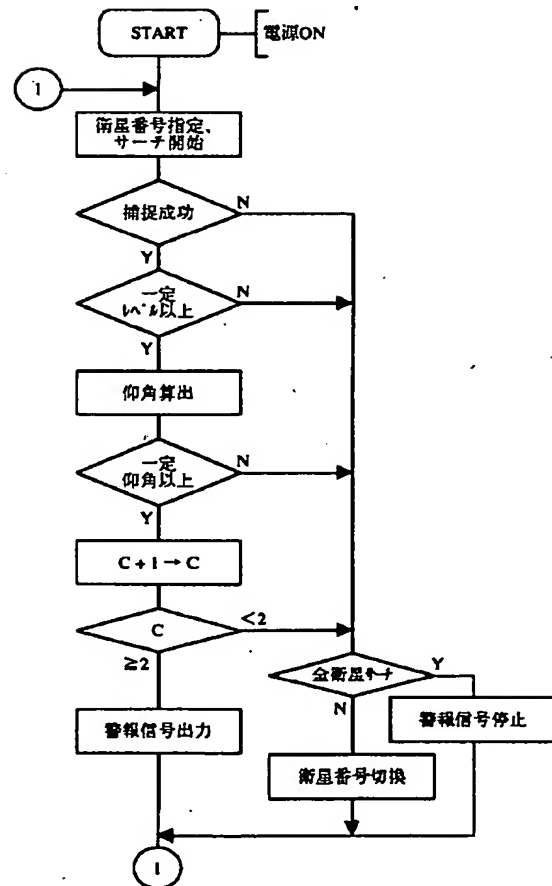 START
電源ON
1
衛星番号指定、
サーチ開始
捕捉成功
N
Y
一定
レベル以上
N
Y
仰角算出
一定
仰角以上
N
Y
C + 1 → C
C
<2
≧2
全衛星サーチ
Y
N
警報信号出力
警報信号停止
衛星番号切換
1